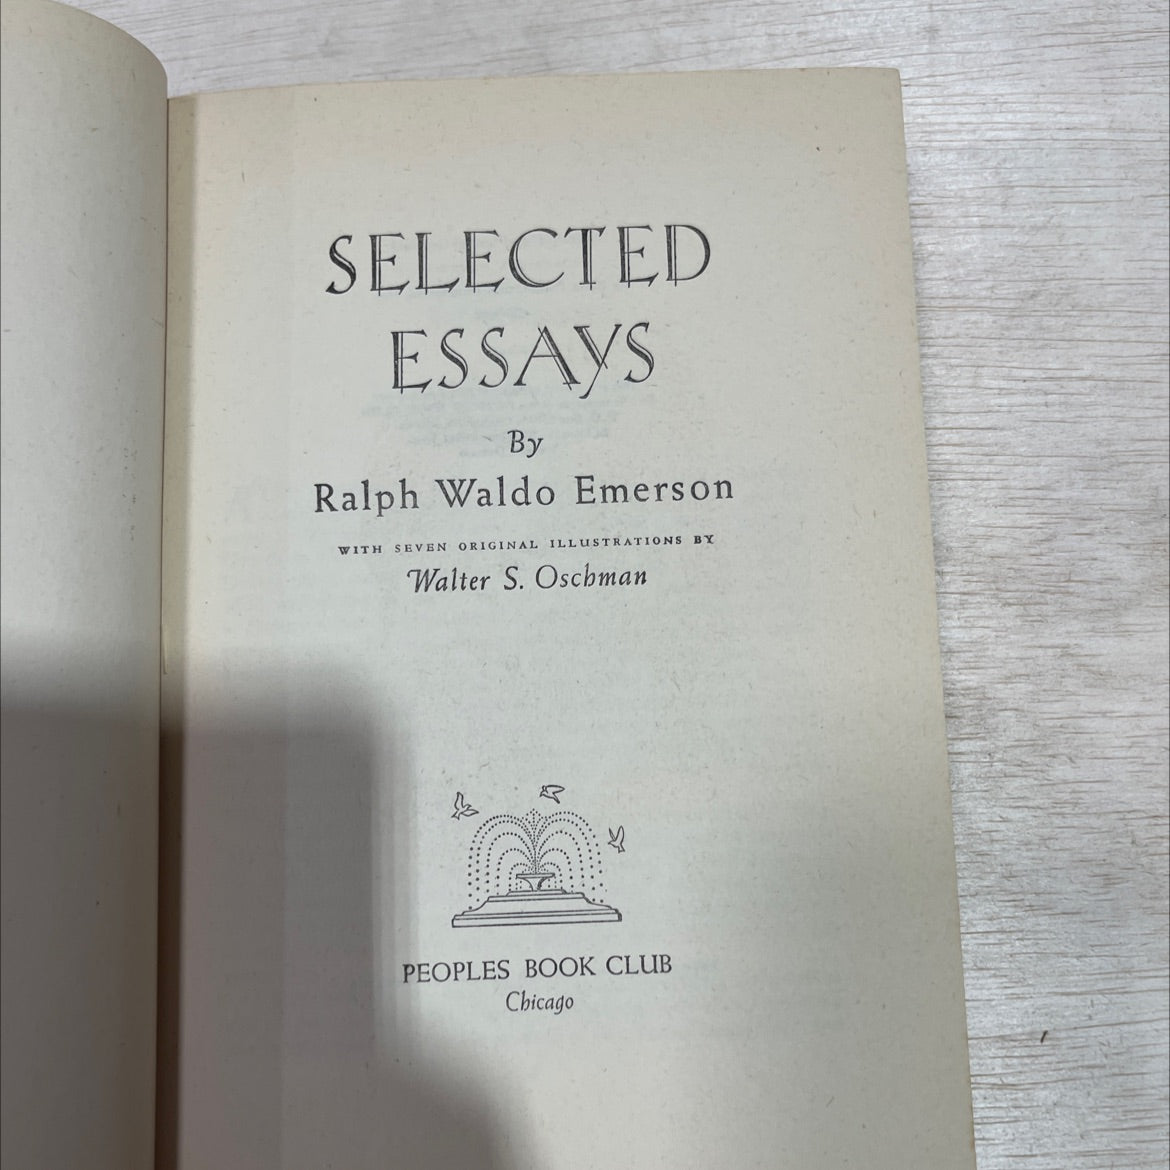 SELECTED
ESSAYS
By
Ralph Waldo Emerson
WITH SEVEN ORIGINAL ILLUSTRATIONS BY
Walter S. Oschman
PEOPLES BOOK CLUB
Chicago